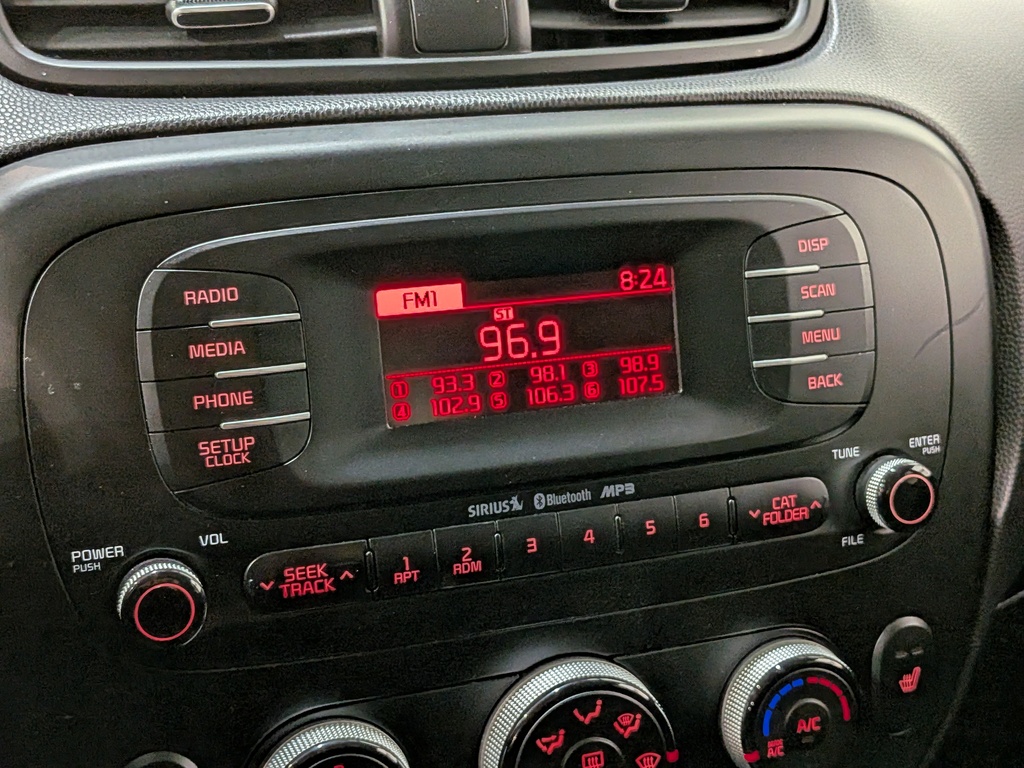 FM1 8:24
ST
96.9
1 93.3 2 98.1 3 98.9
4 102.9 5 106.3 6 107.5
RADIO
MEDIA
PHONE
SETUP
CLOCK
DISP
SCAN
MENU
BACK
SIRIUS Bluetooth MP3
POWER
PUSH
VOL
SEEK
TRACK
1
RPT
2
RDM
3
4
5
6
CAT
FOLDER
TUNE
FILE
ENTER
PUSH
A/C
A/C